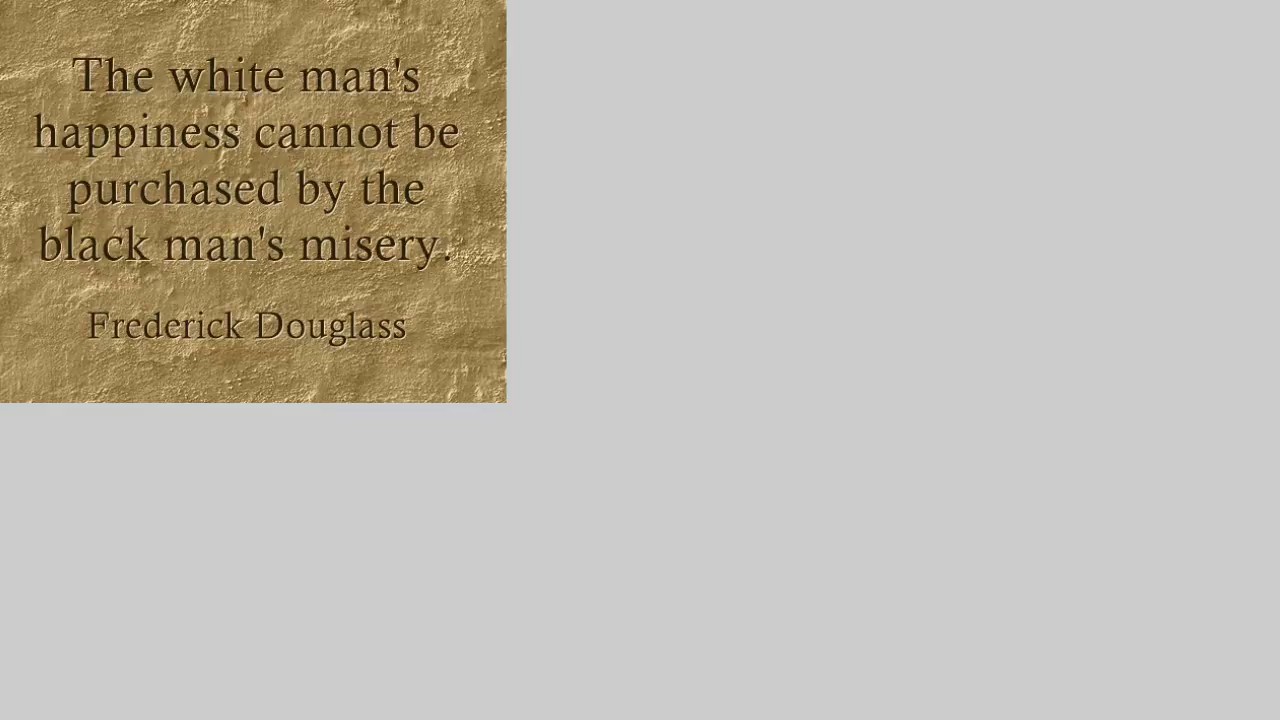 The white man's
happiness cannot be
purchased by the
black man's misery.
Frederick Douglass